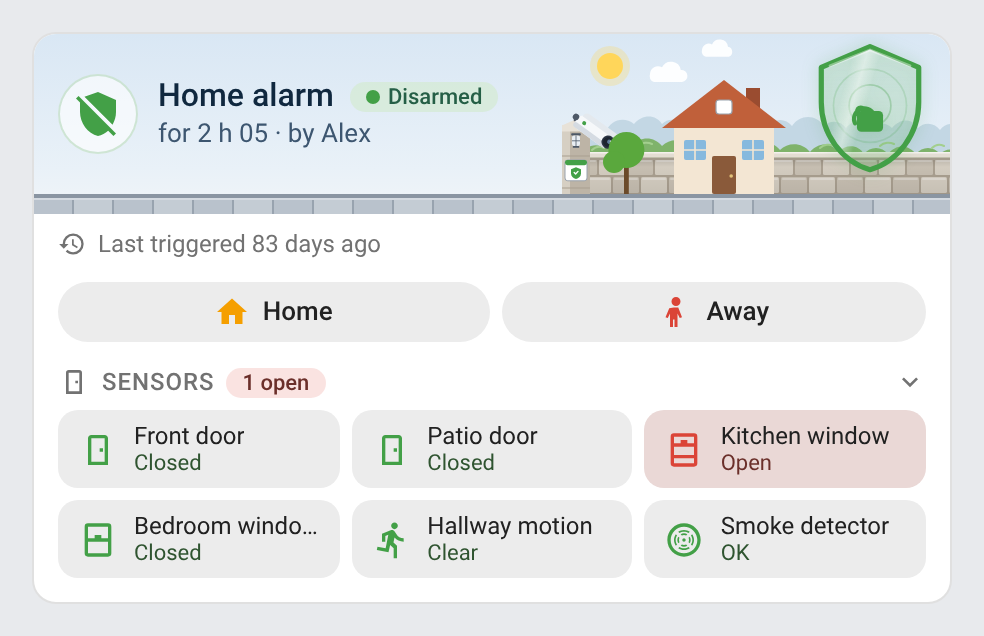 Home alarm
Disarmed
for 2 h 05 · by Alex
Last triggered 83 days ago
Home
Away
SENSORS
1 open
Front door
Closed
Patio door
Closed
Kitchen window
Open
Bedroom windo...
Closed
Hallway motion
Clear
Smoke detector
OK